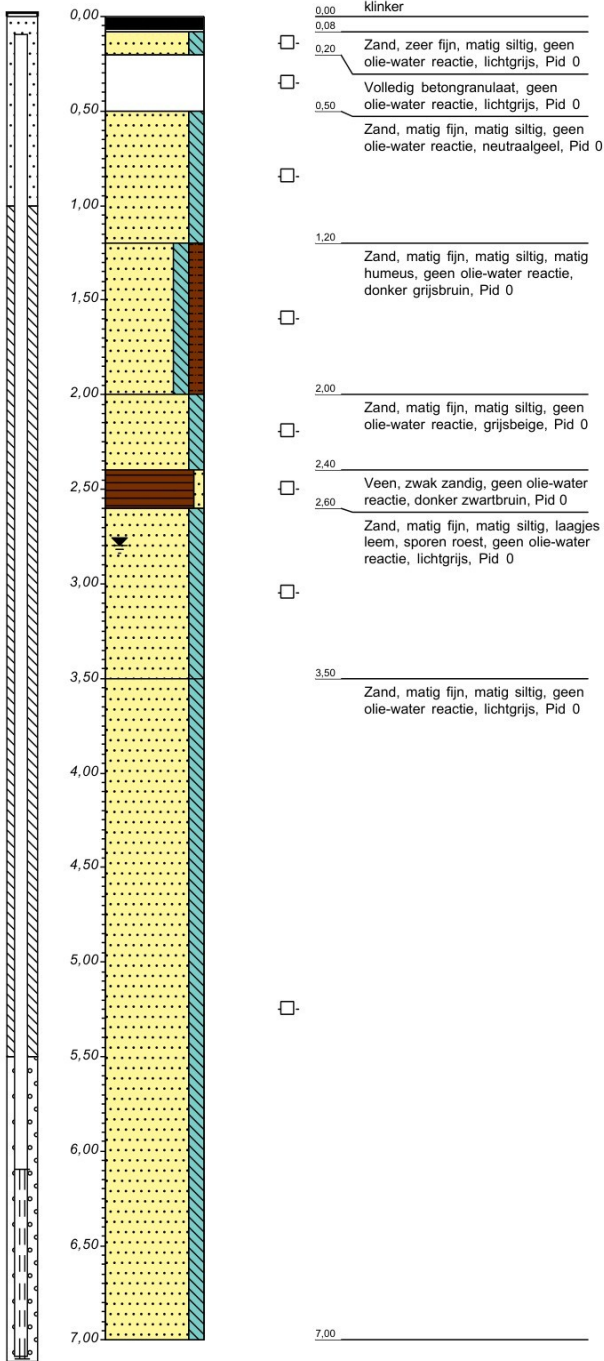 0,00
0,50
1,00
1,50
2,00
2,50
3,00
3,50
4,00
4,50
5,00
5,50
6,00
6,50
7,00
0,00
klinker
0,08
Zand, zeer fijn, matig siltig, geen
olie-water reactie, lichtgrijs, Pid 0
0,20
Volledig betongranulaat, geen
olie-water reactie, lichtgrijs, Pid 0
0,50
Zand, matig fijn, matig siltig, geen
olie-water reactie, neutraalgeel, Pid 0
1,20
Zand, matig fijn, matig siltig, matig
humeus, geen olie-water reactie,
donker grijsbruin, Pid 0
2,00
Zand, matig fijn, matig siltig, geen
olie-water reactie, grijsbeige, Pid 0
2,40
Veen, zwak zandig, geen olie-water
reactie, donker zwartbruin, Pid 0
2,60
Zand, matig fijn, matig siltig, laagjes
leem, sporen roest, geen olie-water
reactie, lichtgrijs, Pid 0
3,50
Zand, matig fijn, matig siltig, geen
olie-water reactie, lichtgrijs, Pid 0
7,00